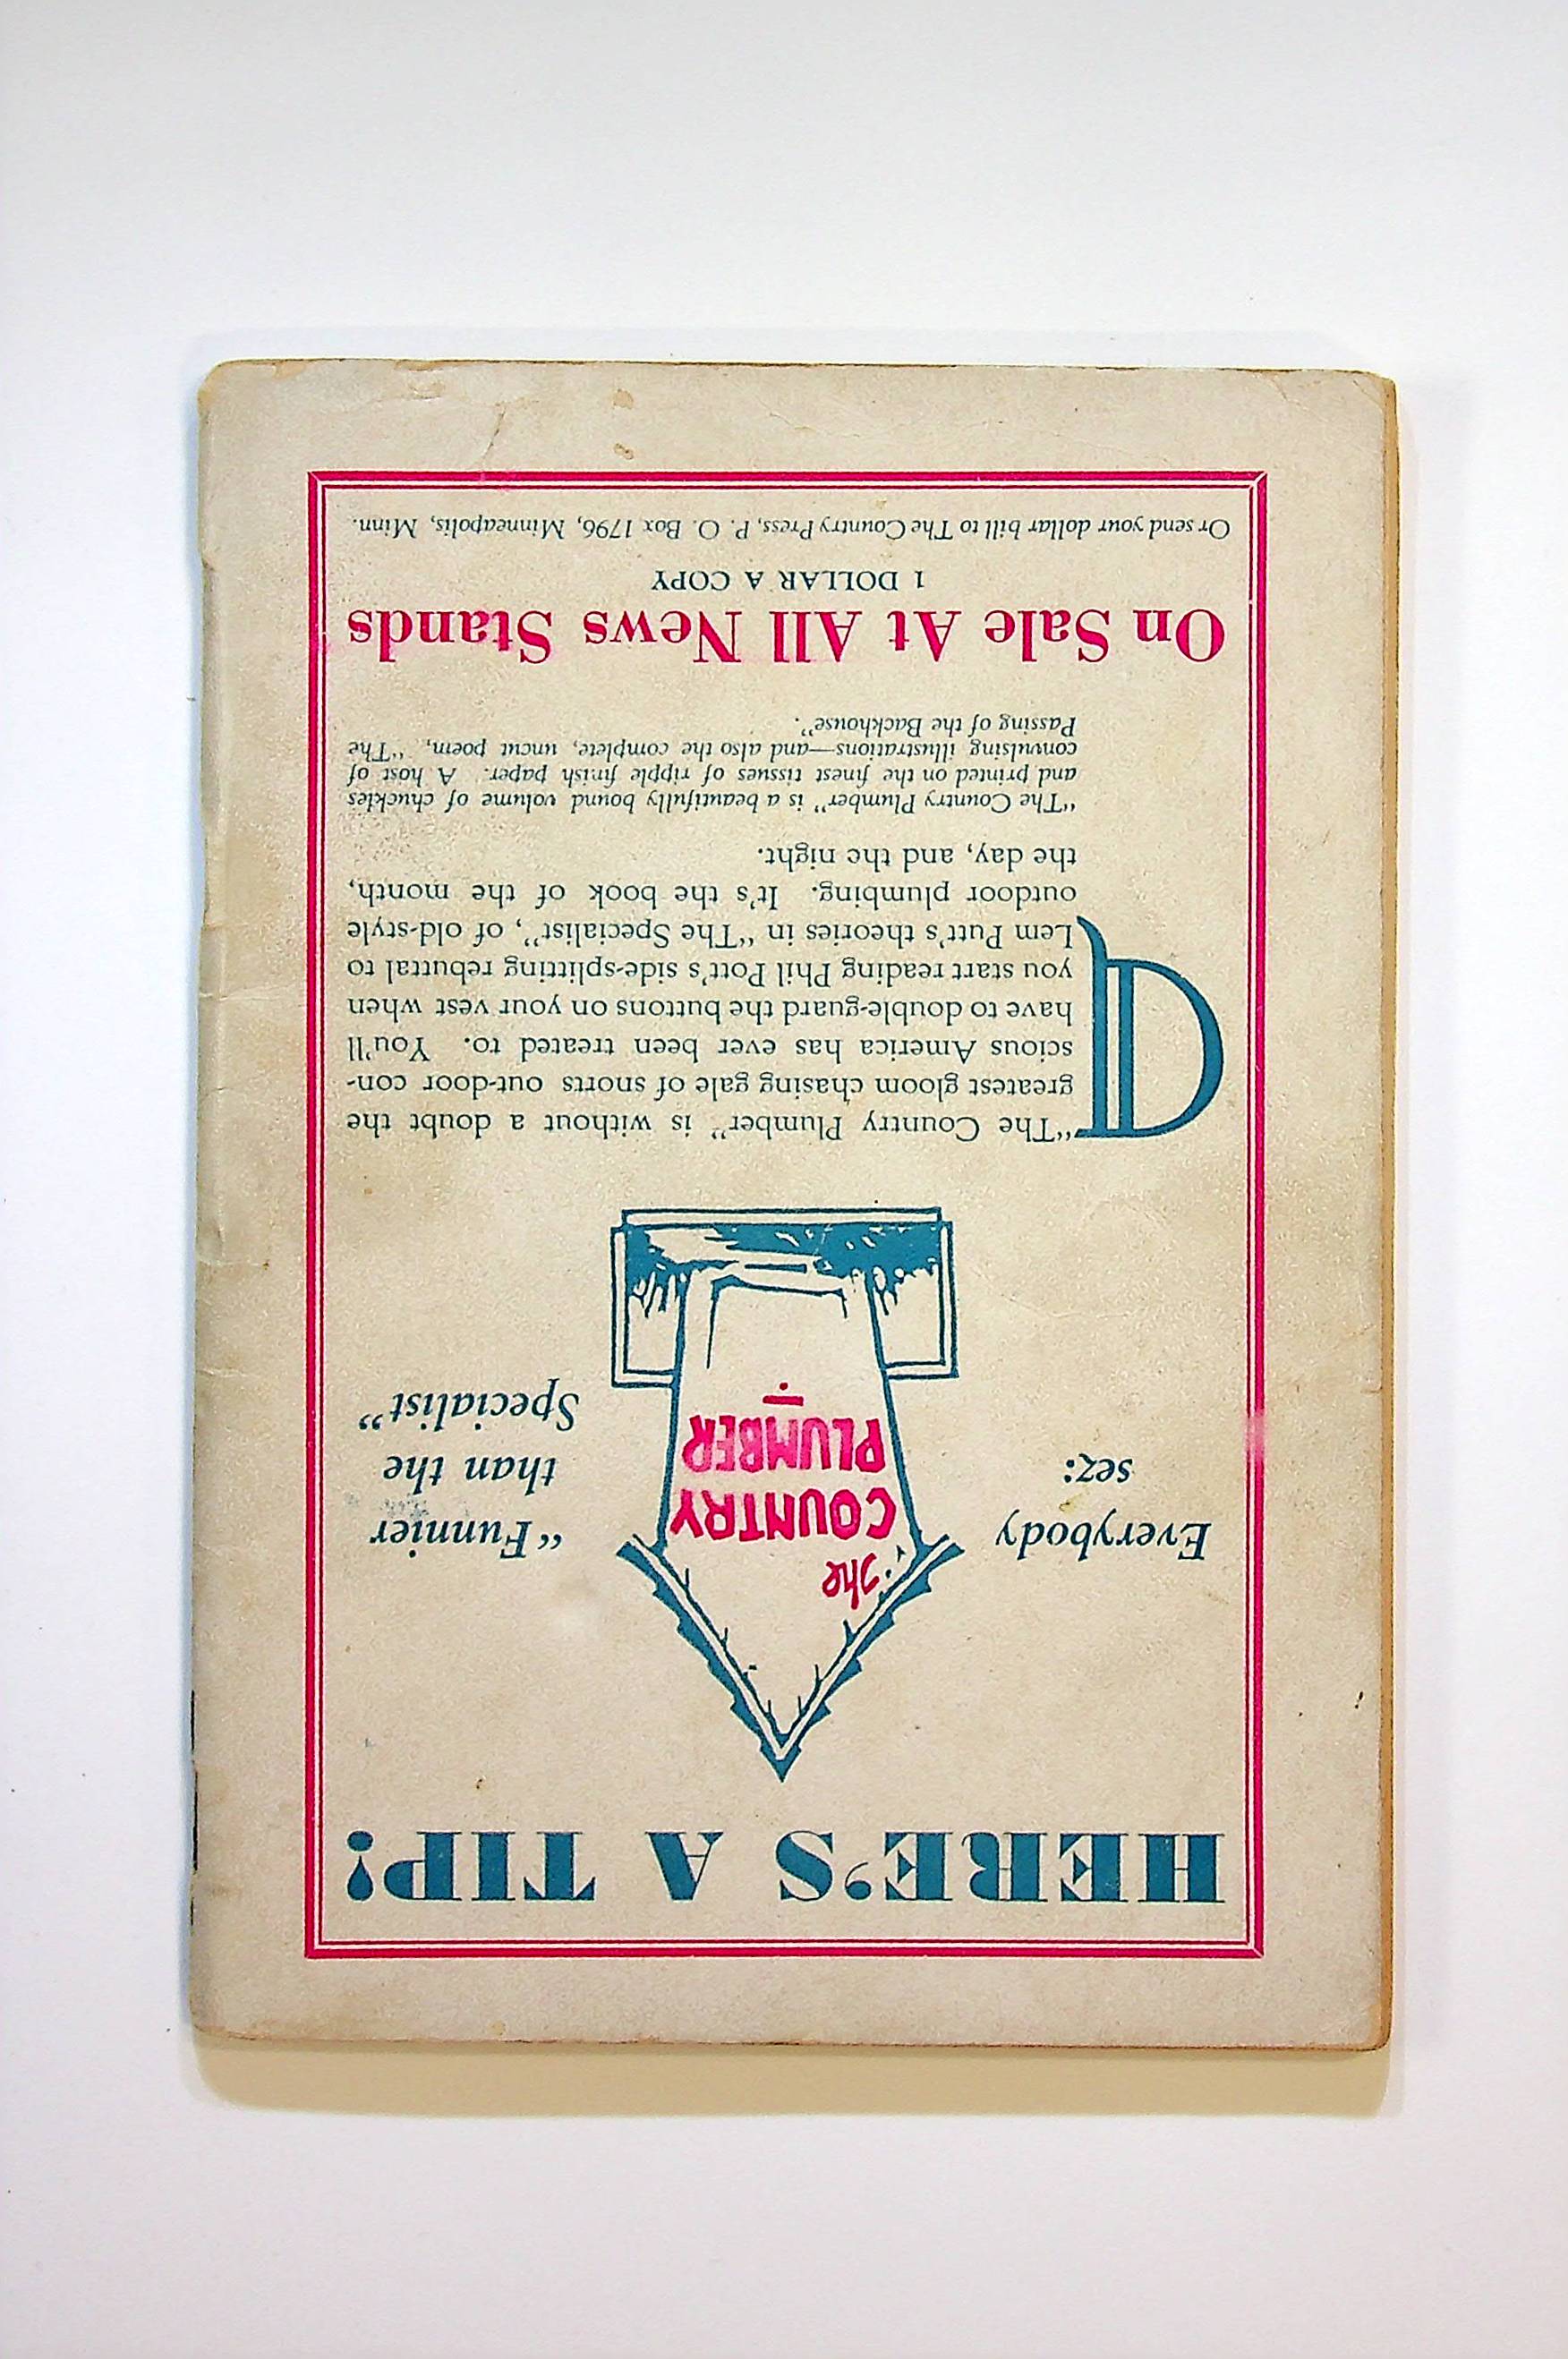 HERE'S A TIP!
Everybody
sez:
The
COUNTRY
PLUMBER
"Funnier
than the
Specialist"
"The Country Plumber" is without a doubt the
greatest gloom chasing gale of snorts out-door con-
scious America has ever been treated to. You'll
have to double-guard the buttons on your vest when
you start reading Phil Pott's side-splitting rebuttal to
Lem Putt's theories in "The Specialist", of old-style
outdoor plumbing. It's the book of the month,
the day, and the night.
"The Country Plumber" is a beautifully bound volume of chuckles
and printed on the finest tissues of ripple finish paper. A host of
convulsing illustrations—and also the complete, uncut poem, "The
Passing of the Backhouse".
On Sale At All News Stands
1 DOLLAR A COPY
Or send your dollar bill to The Country Press, P. O. Box 1796, Minneapolis, Minn.